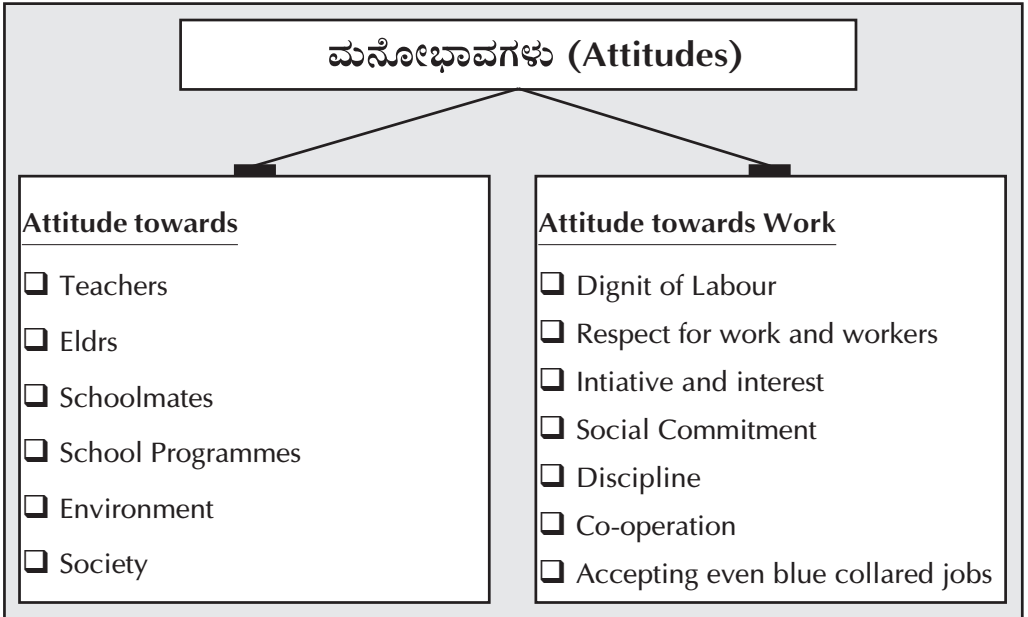 ಮನೋಭಾವಗಳು (Attitudes)
Attitude towards
Teachers
Eldrs
Schoolmates
School Programmes
Environment
Society
Attitude towards Work
Dignit of Labour
Respect for work and workers
Intiative and interest
Social Commitment
Discipline
Co-operation
Accepting even blue collared jobs